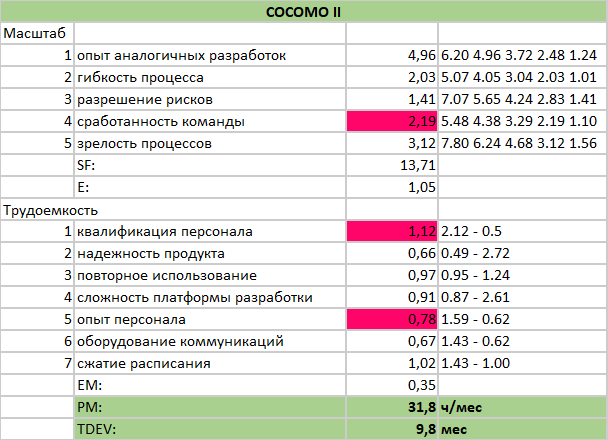 COCOMO II
Масштаб
1 опыт аналогичных разработок 4,96 6.20 4.96 3.72 2.48 1.24
2 гибкость процесса 2,03 5.07 4.05 3.04 2.03 1.01
3 разрешение рисков 1,41 7.07 5.65 4.24 2.83 1.41
4 сработанность команды 2,19 5.48 4.38 3.29 2.19 1.10
5 зрелость процессов 3,12 7.80 6.24 4.68 3.12 1.56
SF: 13,71
E: 1,05
Трудоемкость
1 квалификация персонала 1,12 2.12 - 0.5
2 надежность продукта 0,66 0.49 - 2.72
3 повторное использование 0,97 0.95 - 1.24
4 сложность платформы разработки 0,91 0.87 - 2.61
5 опыт персонала 0,78 1.59 - 0.62
6 оборудование коммуникаций 0,67 1.43 - 0.62
7 сжатие расписания 1,02 1.43 - 1.00
EM: 0,35
PM: 31,8 ч/мес
TDEV: 9,8 мес